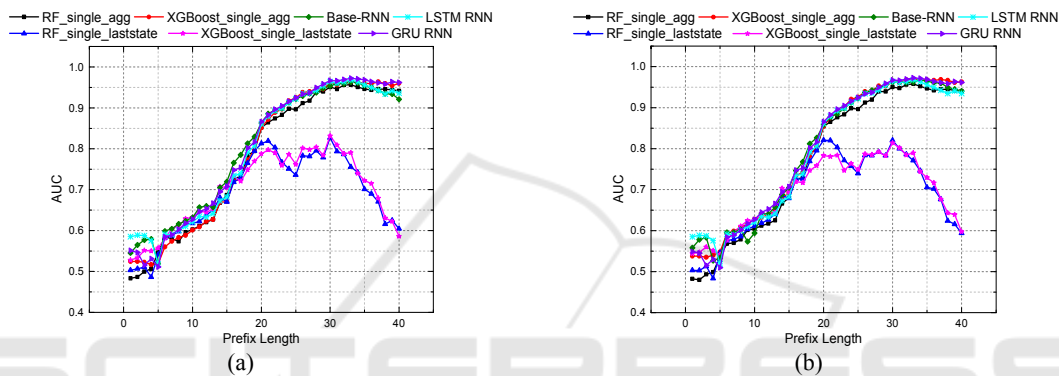 RF_single_agg XGBoost_single_agg Base-RNN LSTM RNN
RF_single_laststate XGBoost_single_laststate GRU RNN
1.0
0.9
0.8
0.7
0.6
0.5
0.4
AUC
0 10 20 30 40
Prefix Length
(a)
RF_single_agg XGBoost_single_agg Base-RNN LSTM RNN
RF_single_laststate XGBoost_single_laststate GRU RNN
1.0
0.9
0.8
0.7
0.6
0.5
0.4
AUC
0 10 20 30 40
Prefix Length
(b)